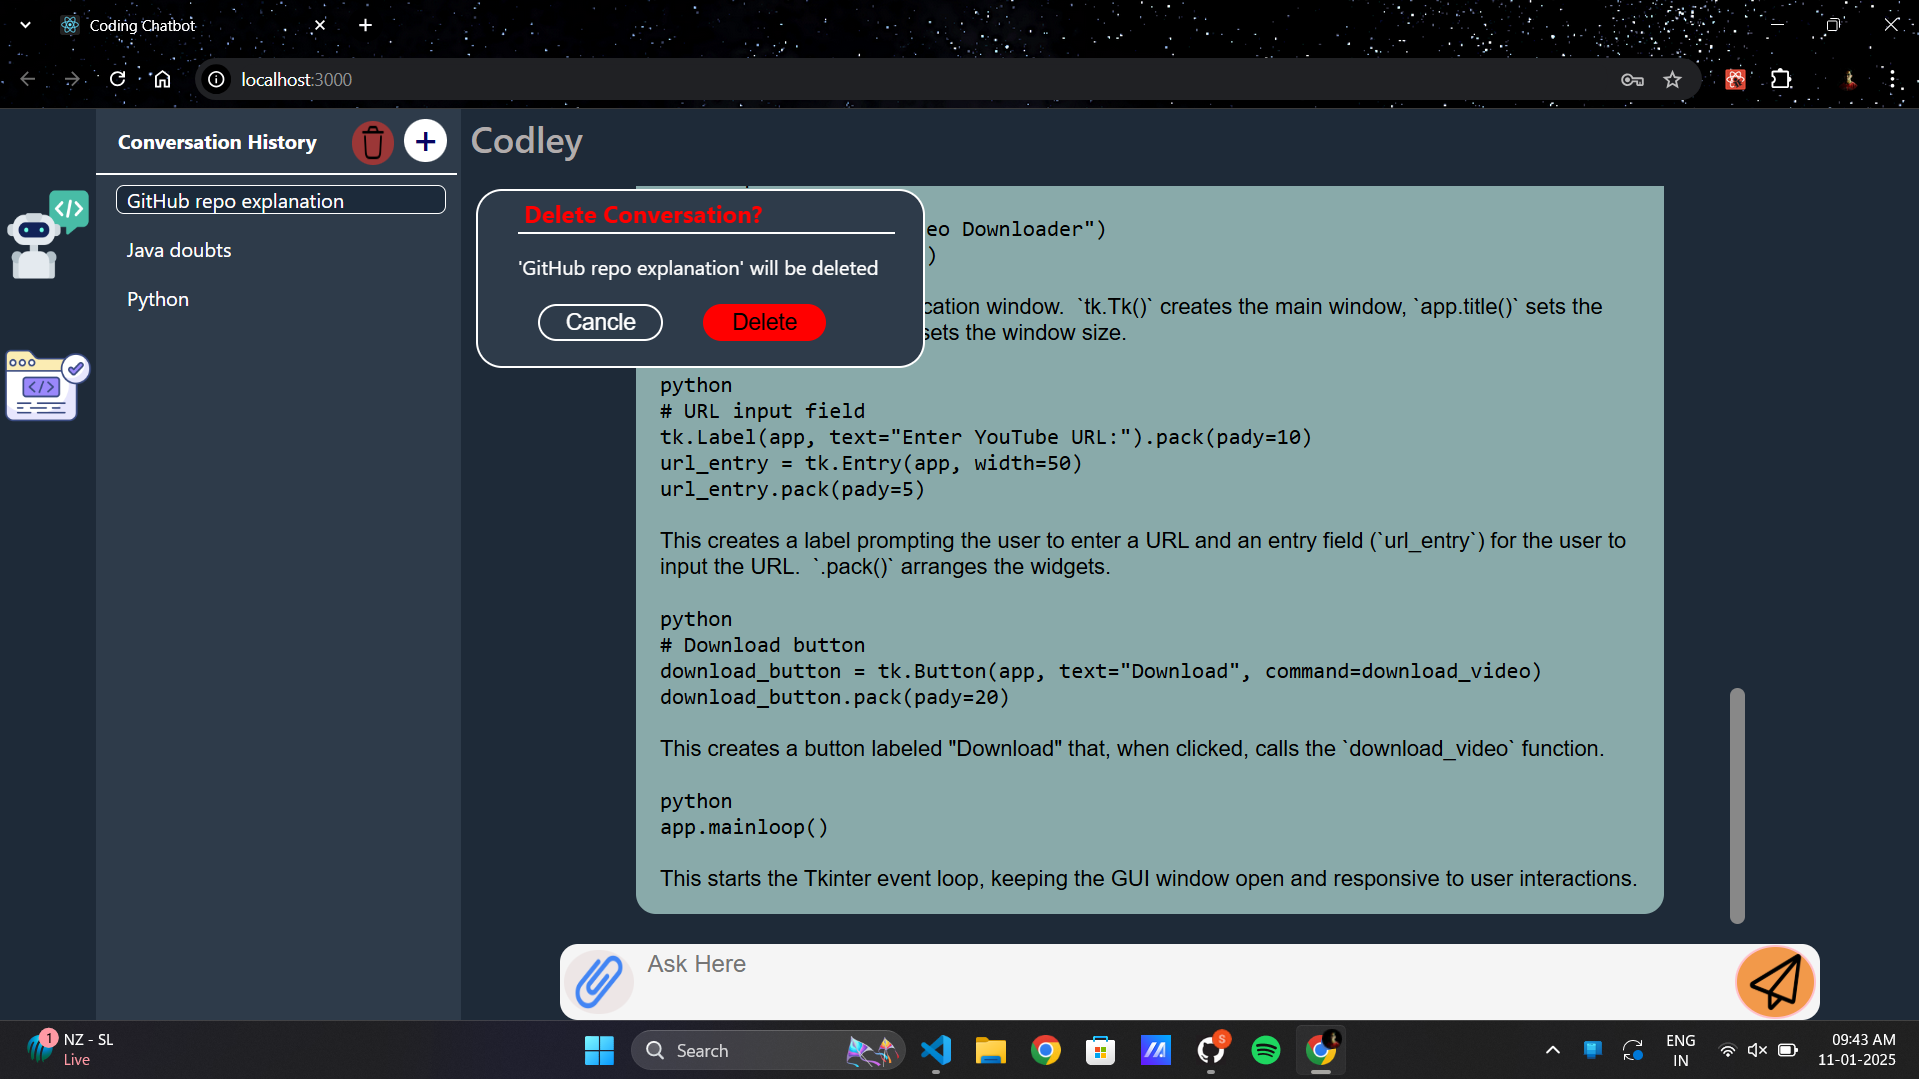 Coding Chatbot
localhost:3000
Conversation History
Codley
GitHub repo explanation
Java doubts
Python
Delete Conversation?
'GitHub repo explanation' will be deleted
Cancle
Delete
eo Downloader")
)
cation window.  `tk.Tk()` creates the main window, `app.title()` sets the
sets the window size.
python
# URL input field
tk.Label(app, text="Enter YouTube URL:").pack(pady=10)
url_entry = tk.Entry(app, width=50)
url_entry.pack(pady=5)
This creates a label prompting the user to enter a URL and an entry field (`url_entry`) for the user to
input the URL.  `.pack()` arranges the widgets.
python
# Download button
download_button = tk.Button(app, text="Download", command=download_video)
download_button.pack(pady=20)
This creates a button labeled "Download" that, when clicked, calls the `download_video` function.
python
app.mainloop()
This starts the Tkinter event loop, keeping the GUI window open and responsive to user interactions.
Ask Here
1
NZ - SL
Live
Search
S
ENG
IN
09:43 AM
11-01-2025